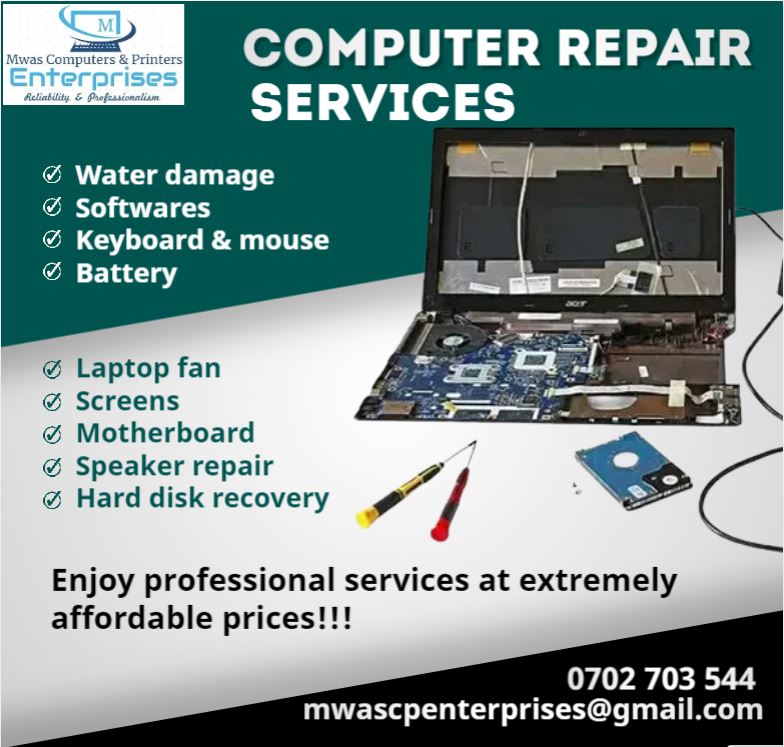 M
Mwas Computers & Printers
Enterprises
Reliability & Professionalism
COMPUTER REPAIR
SERVICES
Water damage
Softwares
Keyboard & mouse
Battery
acer
Laptop fan
Screens
Motherboard
Speaker repair
Hard disk recovery
Enjoy professional services at extremely
affordable prices!!!
0702 703 544
mwascpenterprises@gmail.com